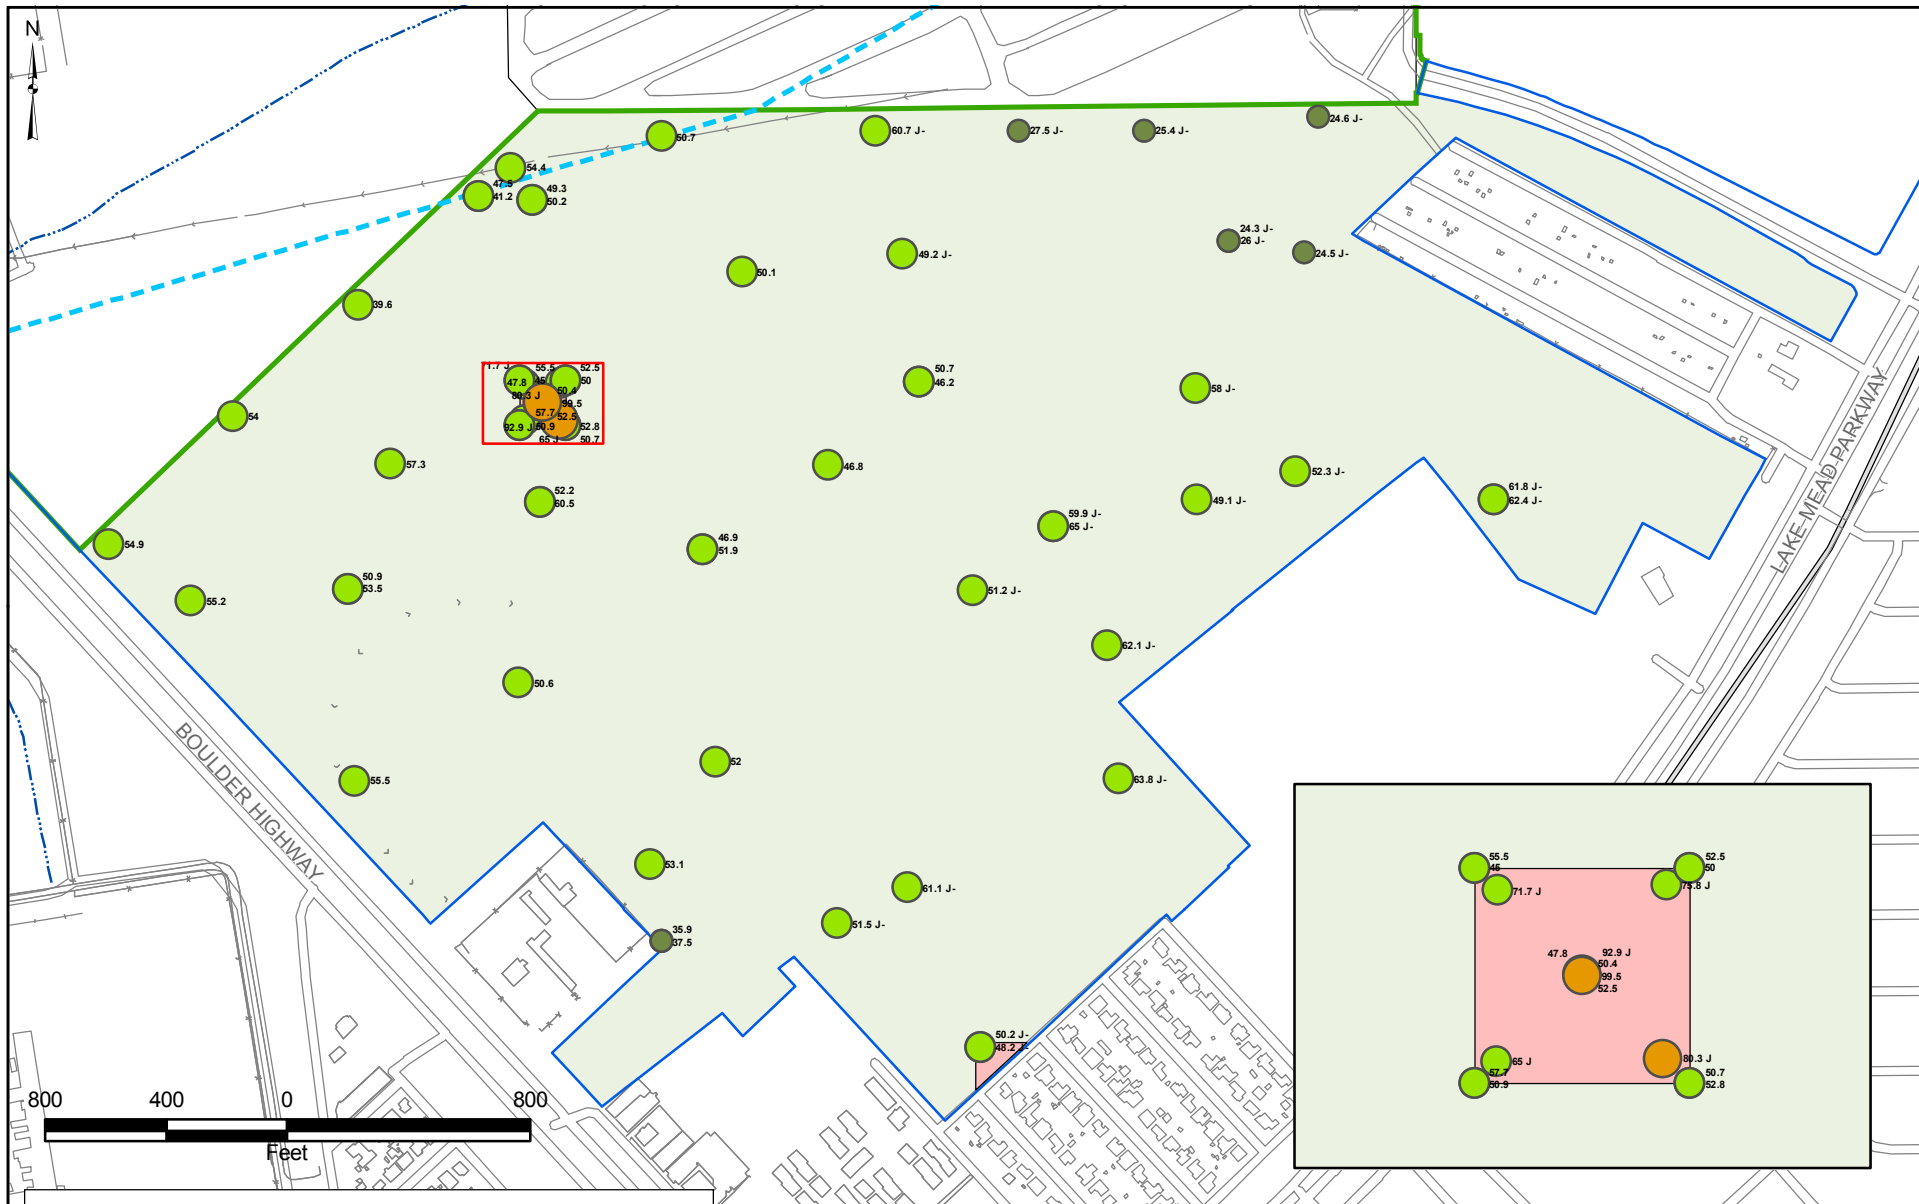 N
24.6 J-
50.7
60.7 J-
27.5 J-
25.4 J-
54.4
47.5
41.2
49.3
50.2
24.3 J-
26 J-
24.5 J-
49.2 J-
50.1
39.6
71.7 J
55.5
45
52.5
50
47.8
80.3 J
50.4
99.5
57.7
52.5
92.9 J
50.9
65 J
52.8
50.7
50.7
46.2
58 J-
54
57.3
46.8
52.3 J-
52.2
60.5
49.1 J-
61.8 J-
62.4 J-
59.9 J-
65 J-
54.9
46.9
51.9
50.9
53.5
55.2
51.2 J-
62.1 J-
50.6
52
55.5
63.8 J-
53.1
61.1 J-
51.5 J-
35.9
37.5
50.2 J-
48.2 J-
LAKE MEAD PARKWAY
BOULDER HIGHWAY
55.5
45
71.7 J
52.5
50
75.8 J
47.8
92.9 J
50.4
99.5
52.5
65 J
57.7
50.9
80.3 J
50.7
52.8
800 400 0 800
Feet